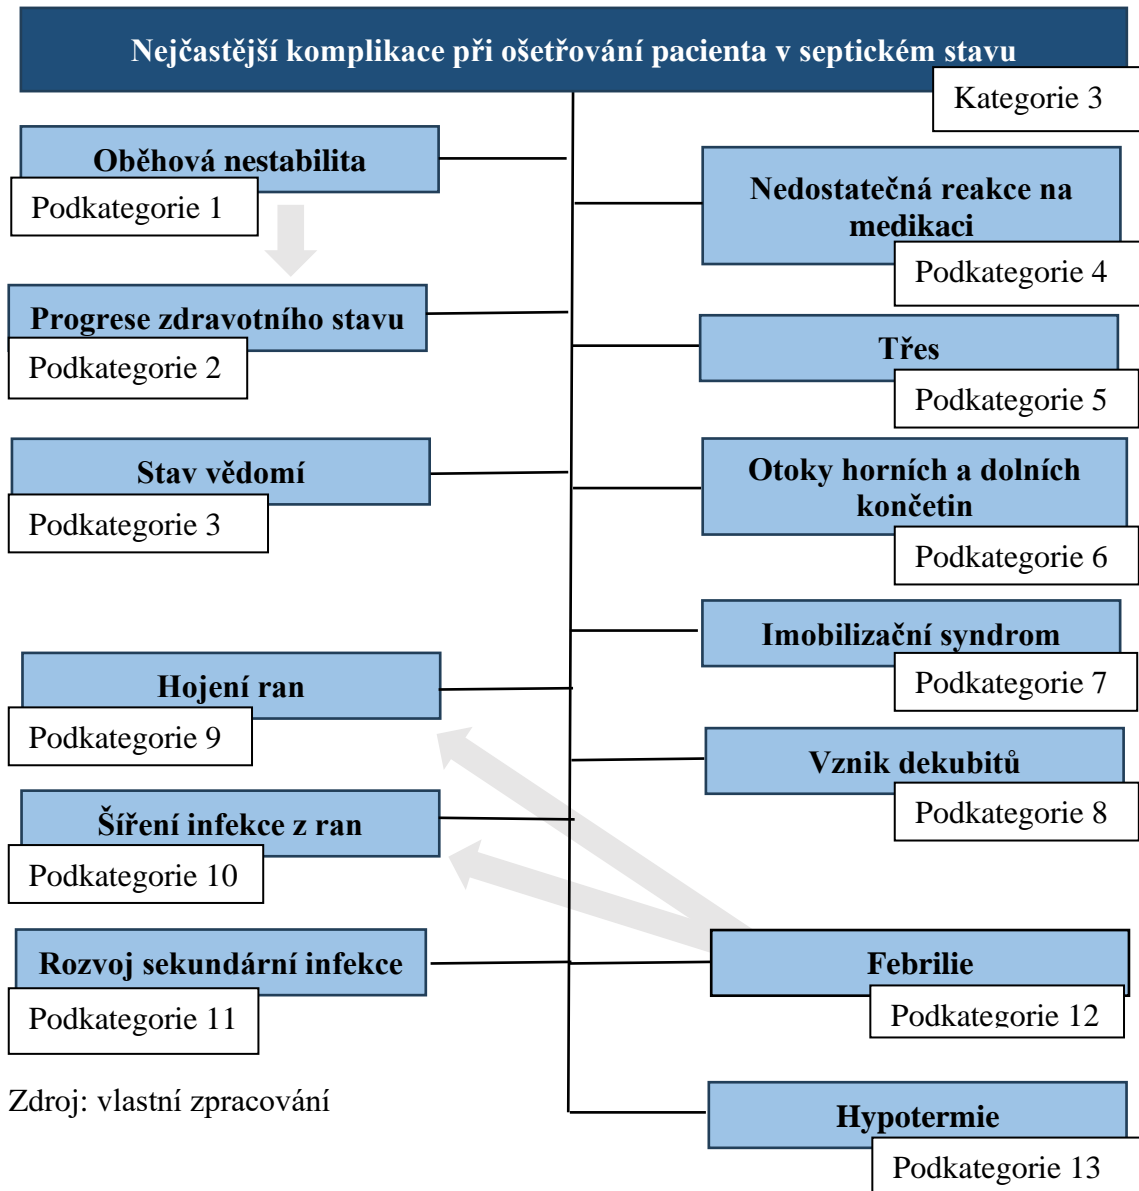 Nejčastější komplikace při ošetřování pacienta v septickém stavu
Kategorie 3
Oběhová nestabilita
Podkategorie 1
Progrese zdravotního stavu
Podkategorie 2
Stav vědomí
Podkategorie 3
Nedostatečná reakce na
medikaci
Podkategorie 4
Třes
Podkategorie 5
Otoky horních a dolních
končetin
Podkategorie 6
Imobilizační syndrom
Podkategorie 7
Vznik dekubitů
Podkategorie 8
Hojení ran
Podkategorie 9
Šíření infekce z ran
Podkategorie 10
Rozvoj sekundární infekce
Podkategorie 11
Febrilie
Podkategorie 12
Hypotermie
Podkategorie 13
Zdroj: vlastní zpracování